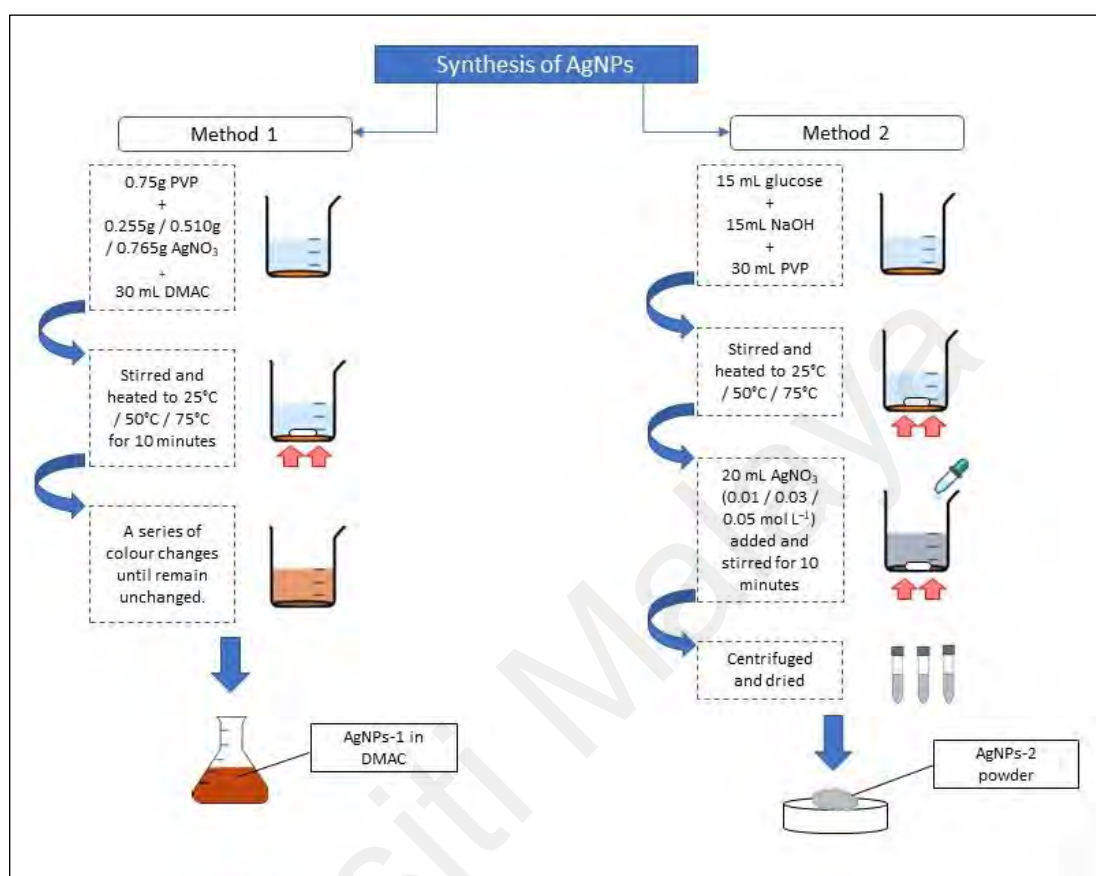 Synthesis of AgNPs
Method 1
0.75g PVP
+
0.255g / 0.510g
/ 0.765g AgNO₃
+
30 mL DMAC
Stirred and
heated to 25°C
/ 50°C / 75°C
for 10 minutes
A series of
colour changes
until remain
unchanged.
AgNPs-1 in
DMAC
Method 2
15 mL glucose
+
15mL NaOH
+
30 mL PVP
Stirred and
heated to 25°C
/ 50°C / 75°C
20 mL AgNO₃
(0.01 / 0.03 /
0.05 mol L⁻¹)
added and
stirred for 10
minutes
Centrifuged
and dried
AgNPs-2
powder
siti Malaya